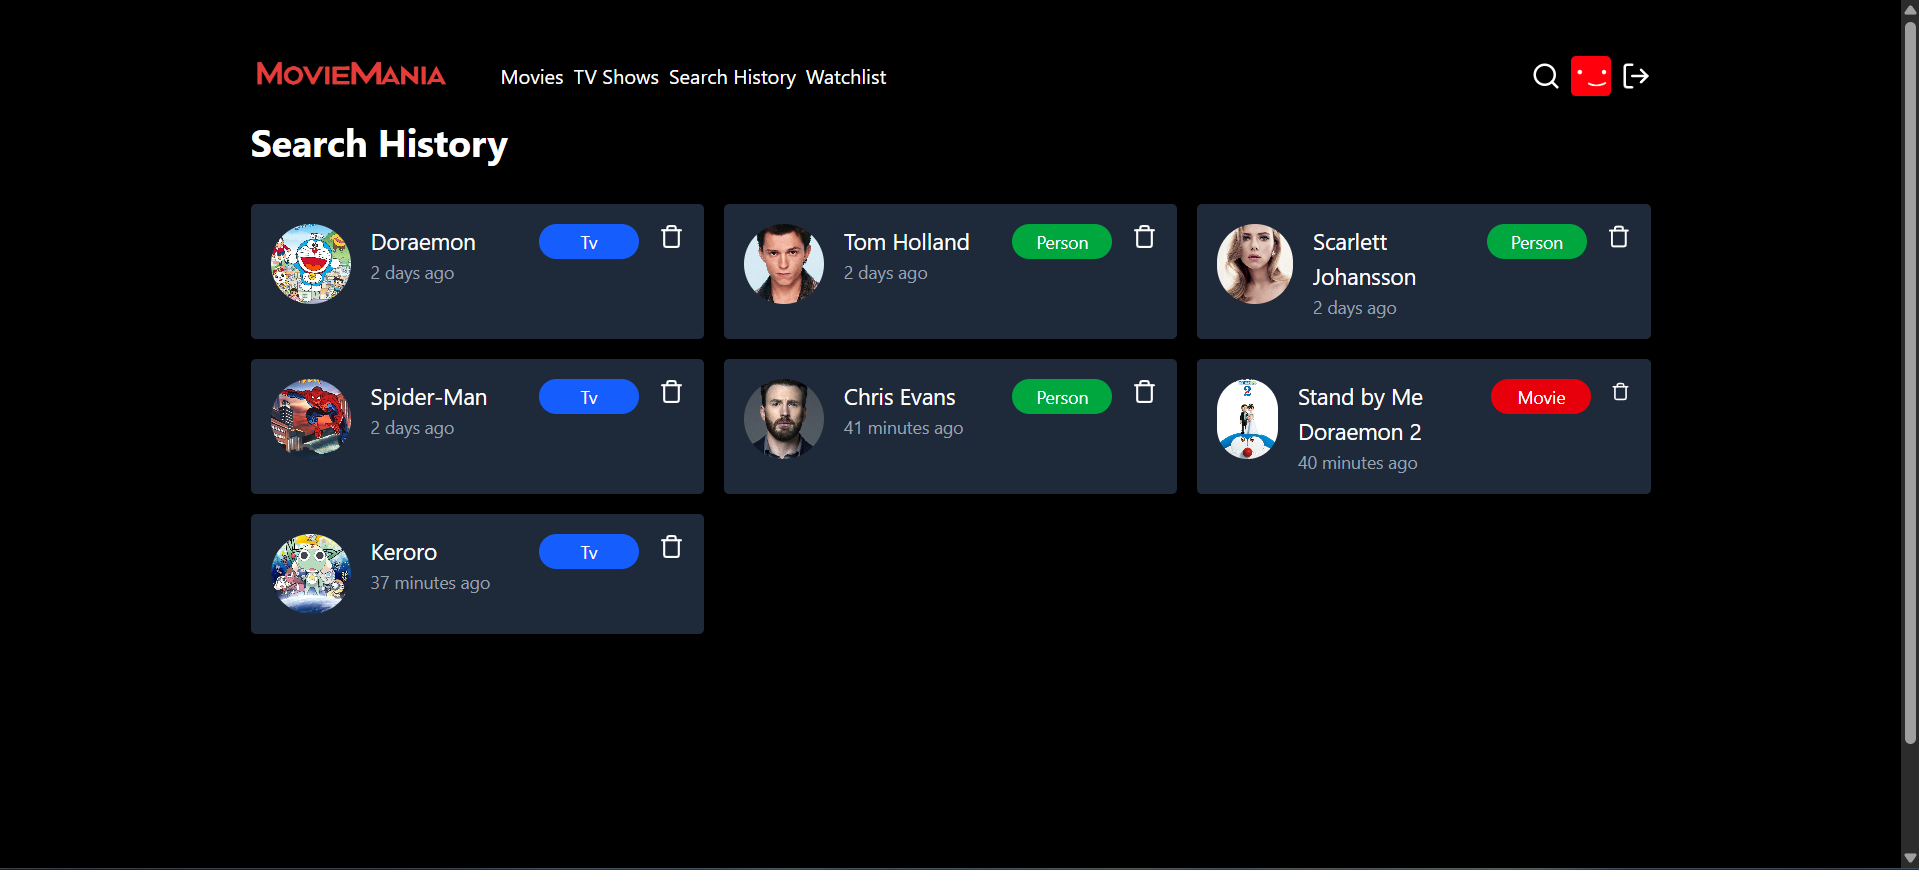 MovieMania
Movies TV Shows Search History Watchlist
Search History
Doraemon
2 days ago
Tv
Tom Holland
2 days ago
Person
Scarlett
Johansson
2 days ago
Person
Spider-Man
2 days ago
Tv
Chris Evans
41 minutes ago
Person
2
Stand by Me
Doraemon 2
40 minutes ago
Movie
Keroro
37 minutes ago
Tv